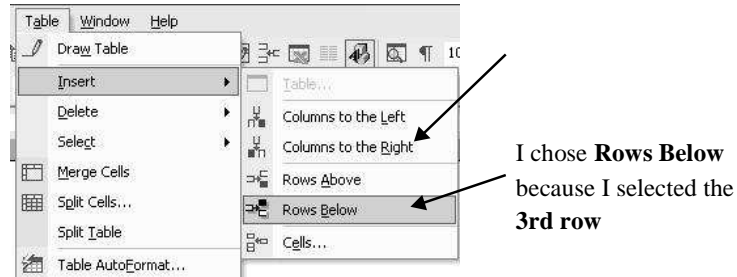 Table Window Help
Draw Table
Insert
Delete
Select
Merge Cells
Split Cells...
Split Table
Table AutoFormat...
10
Table...
Columns to the Left
Columns to the Right
Rows Above
Rows Below
Cells...
I chose Rows Below
because I selected the
3rd row